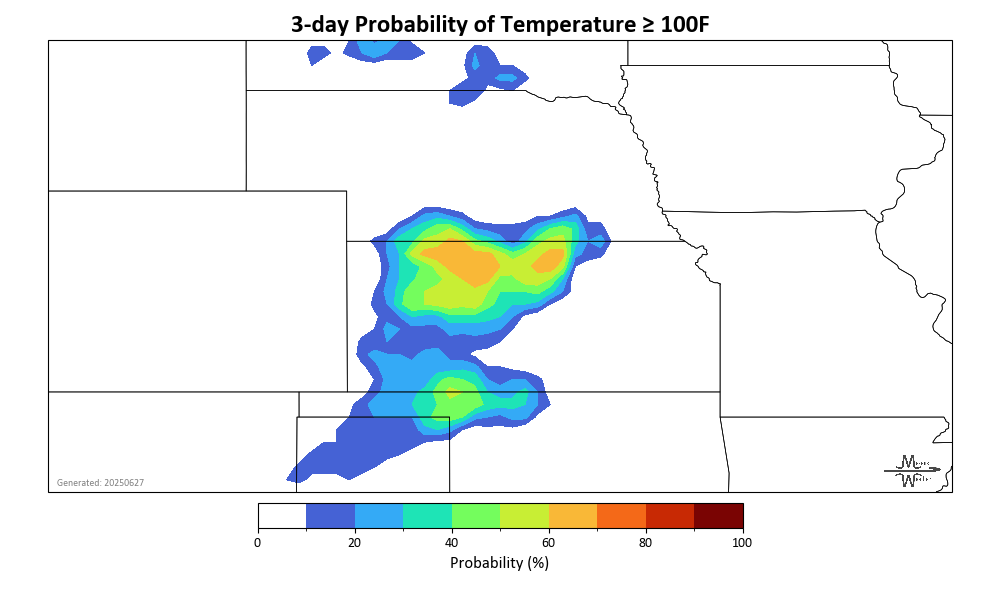 3-day Probability of Temperature ≥ 100F
Generated: 20250627
0 20 40 60 80 100
Probability (%)